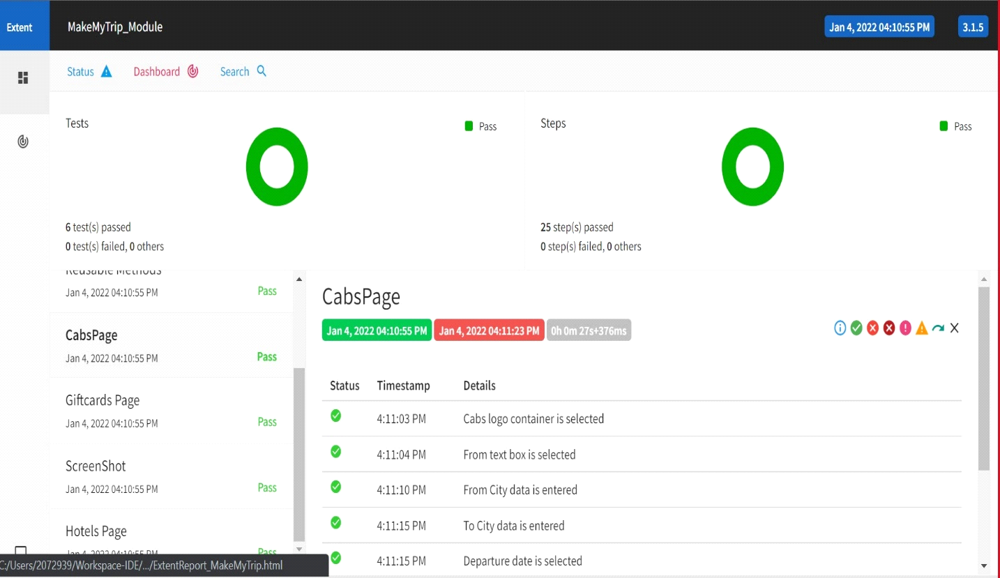 Extent MakeMyTrip_Module Jan 4, 2022 04:10:55 PM 3.1.5
Status Dashboard Search
Tests Pass
6 test(s) passed
0 test(s) failed, 0 others
Steps Pass
25 step(s) passed
0 step(s) failed, 0 others
Reusable Methods
Jan 4, 2022 04:10:55 PM Pass
CabsPage
Jan 4, 2022 04:10:55 PM Pass
Giftcards Page
Jan 4, 2022 04:10:55 PM Pass
ScreenShot
Jan 4, 2022 04:10:55 PM Pass
Hotels Page
Jan 4, 2022 04:10:55 PM Pass
C:/Users/2072939/Workspace-IDE/.../ExtentReport_MakeMyTrip.html
CabsPage
Jan 4, 2022 04:10:55 PM Jan 4, 2022 04:11:23 PM 0h 0m 27s+376ms
Status Timestamp Details
4:11:03 PM Cabs logo container is selected
4:11:04 PM From text box is selected
4:11:10 PM From City data is entered
4:11:15 PM To City data is entered
4:11:15 PM Departure date is selected